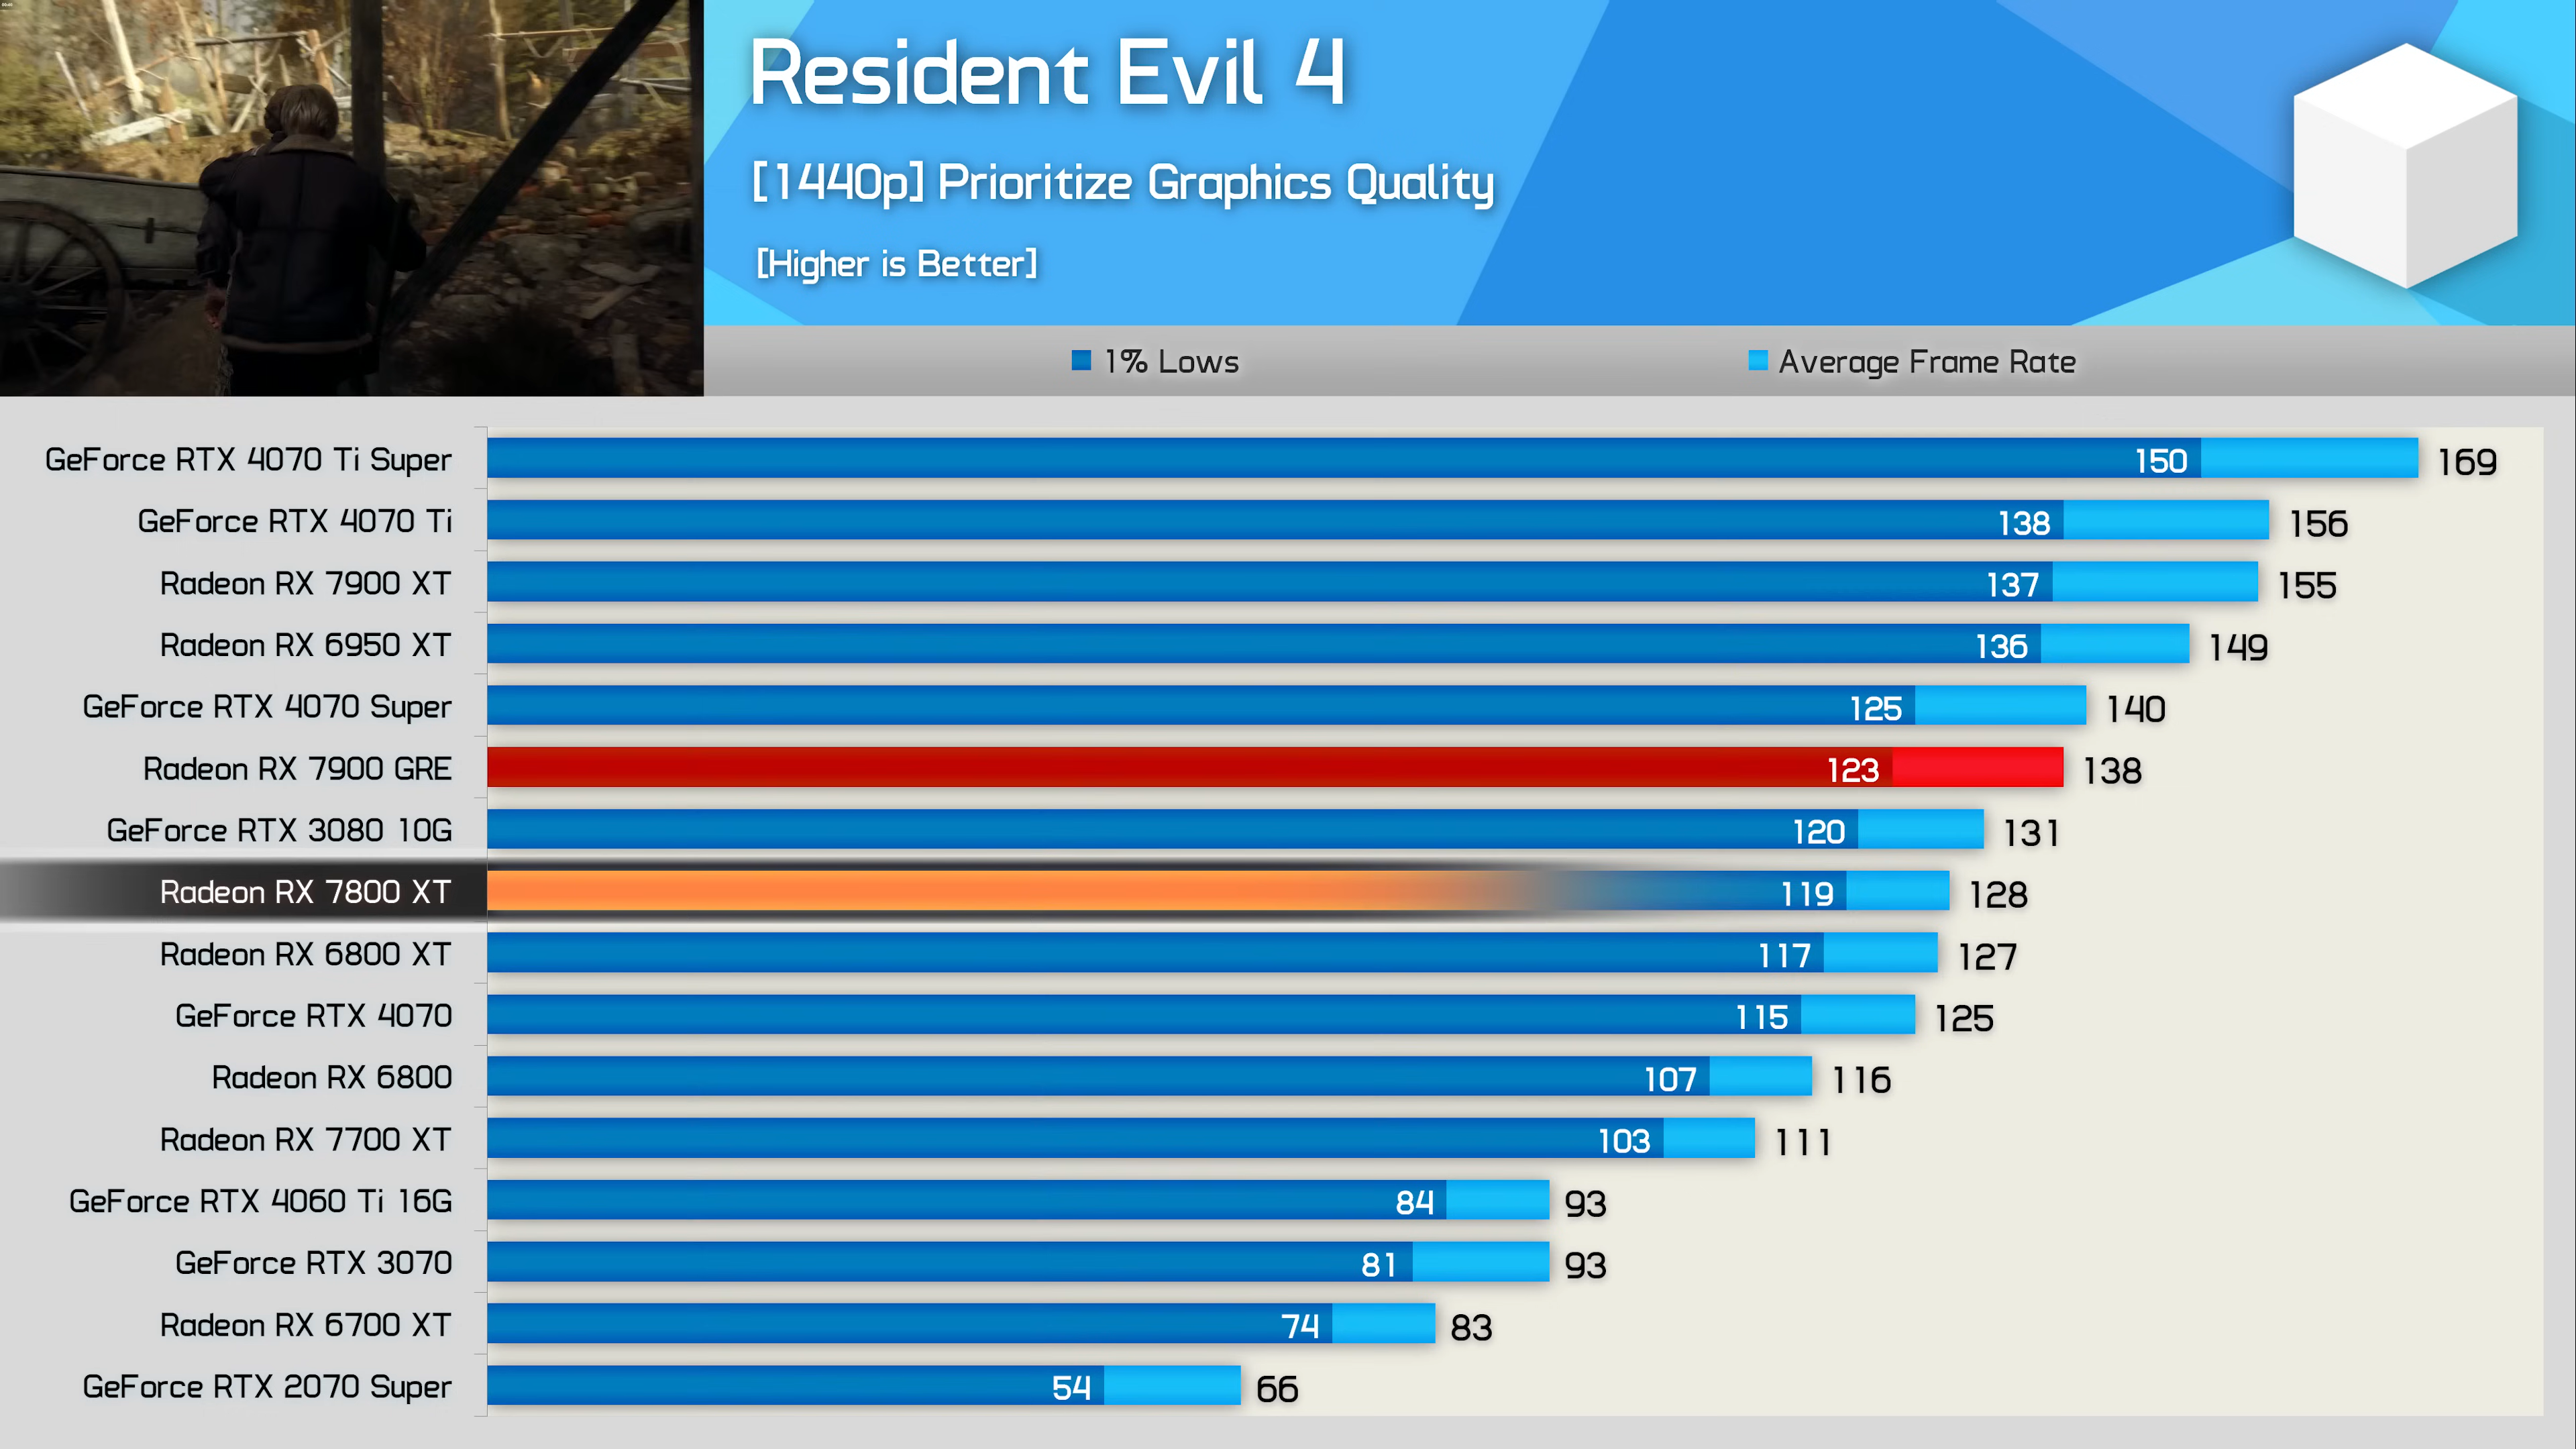 Resident Evil 4
[1440p] Prioritize Graphics Quality
[Higher is Better]
1% Lows Average Frame Rate
GeForce RTX 4070 Ti Super 150 169
GeForce RTX 4070 Ti 138 156
Radeon RX 7900 XT 137 155
Radeon RX 6950 XT 136 149
GeForce RTX 4070 Super 125 140
Radeon RX 7900 GRE 123 138
GeForce RTX 3080 10G 120 131
Radeon RX 7800 XT 119 128
Radeon RX 6800 XT 117 127
GeForce RTX 4070 115 125
Radeon RX 6800 107 116
Radeon RX 7700 XT 103 111
GeForce RTX 4060 Ti 16G 84 93
GeForce RTX 3070 81 93
Radeon RX 6700 XT 74 83
GeForce RTX 2070 Super 54 66